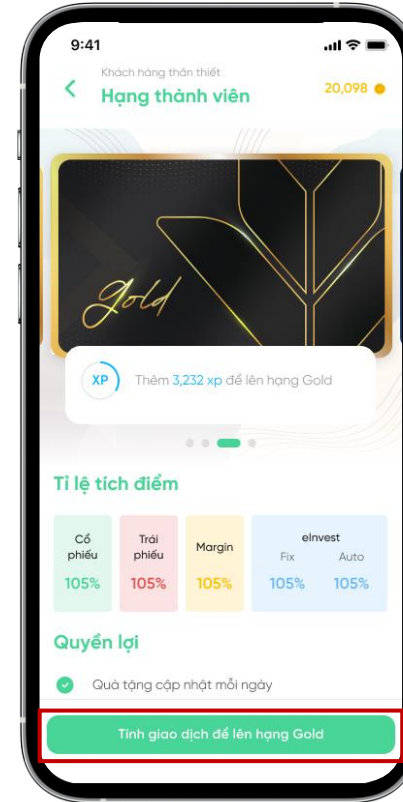 9:41
Khách hàng thân thiết
Hạng thành viên
20,098
Gold
XP
Thêm 3,232 xp để lên hạng Gold
Tỉ lệ tích điểm
Cổ
phiếu
105%
Trái
phiếu
105%
Margin
105%
eInvest
Fix
Auto
105%
105%
Quyền lợi
Quà tặng cập nhật mỗi ngày
Tính giao dịch để lên hạng Gold